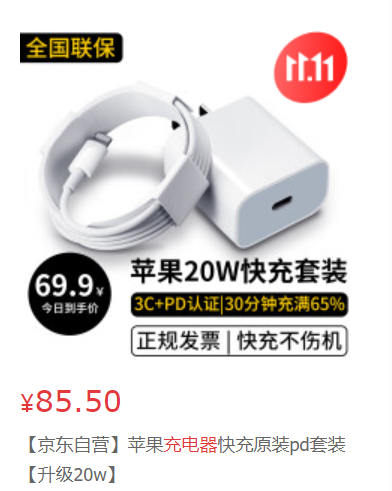 全国联保
11.11
69.9¥
今日到手价
苹果20W快充套装
3C+PD认证|30分钟充满65%
正规发票 | 快充不伤机
¥85.50
【京东自营】苹果充电器快充原装pd套装
【升级20w】